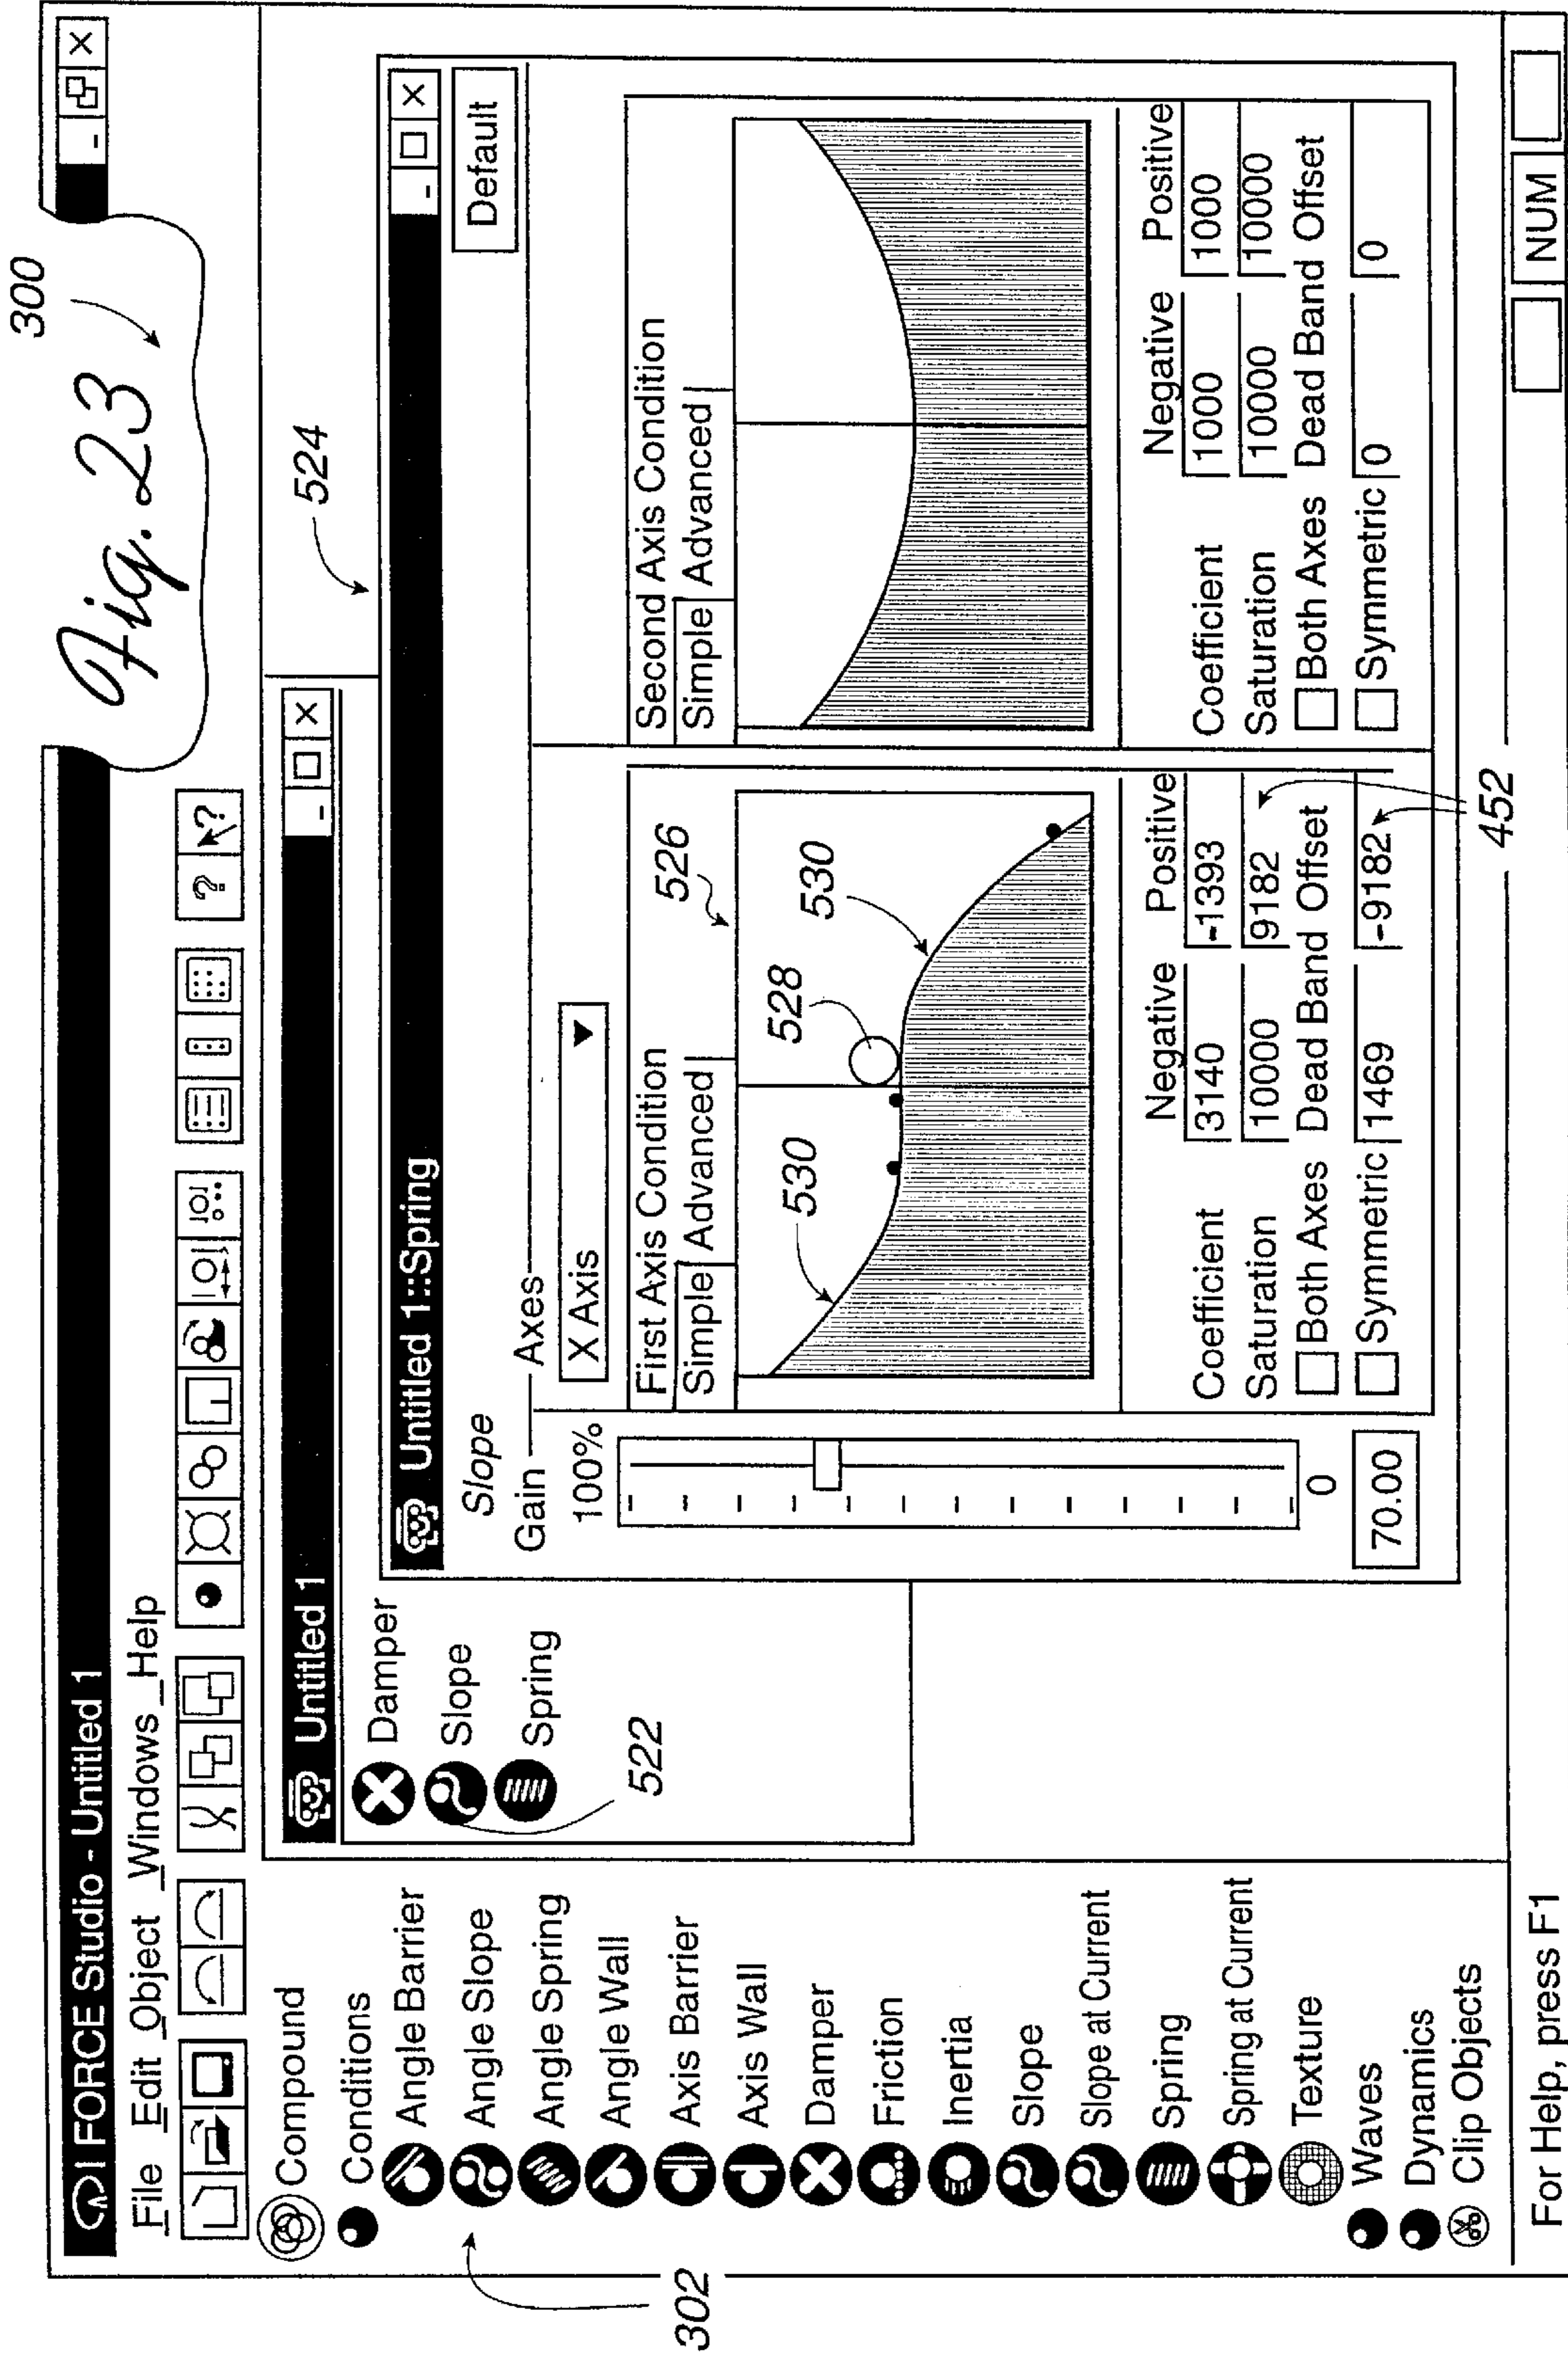 Fig. 23
300
I FORCE Studio - Untitled 1
File Edit Object Windows Help
? ?
Compound
Conditions
Angle Barrier
Angle Slope
Angle Spring
Angle Wall
Axis Barrier
Axis Wall
Damper
Friction
Inertia
Slope
Slope at Current
Spring
Spring at Current
Texture
Waves
Dynamics
Clip Objects
302
Untitled 1
Damper
Slope
Spring
522
524
Untitled 1::Spring
Slope
Default
Gain
100%
0
70.00
Axes
X Axis
First Axis Condition
Simple Advanced
526
528
530
530
Negative Positive
Coefficient 3140 -1393
Saturation 10000 9182
Both Axes Dead Band Offset
Symmetric 1469 -9182
452
Second Axis Condition
Simple Advanced
Negative Positive
Coefficient 1000 1000
Saturation 10000 10000
Both Axes Dead Band Offset
Symmetric 0 0
For Help, press F1
NUM